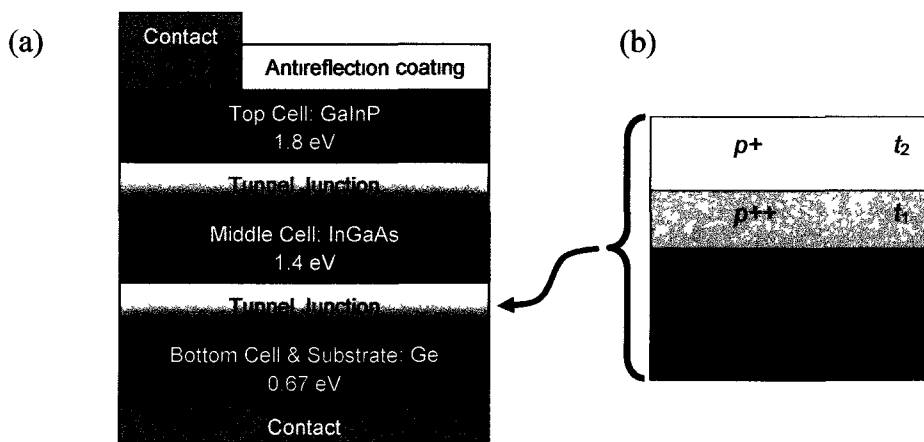 (a)
Contact
Antireflection coating
Top Cell: GaInP
1.8 eV
Tunnel Junction
Middle Cell: InGaAs
1.4 eV
Tunnel Junction
Bottom Cell & Substrate: Ge
0.67 eV
Contact
(b)
p+ t₂
p++ t₁